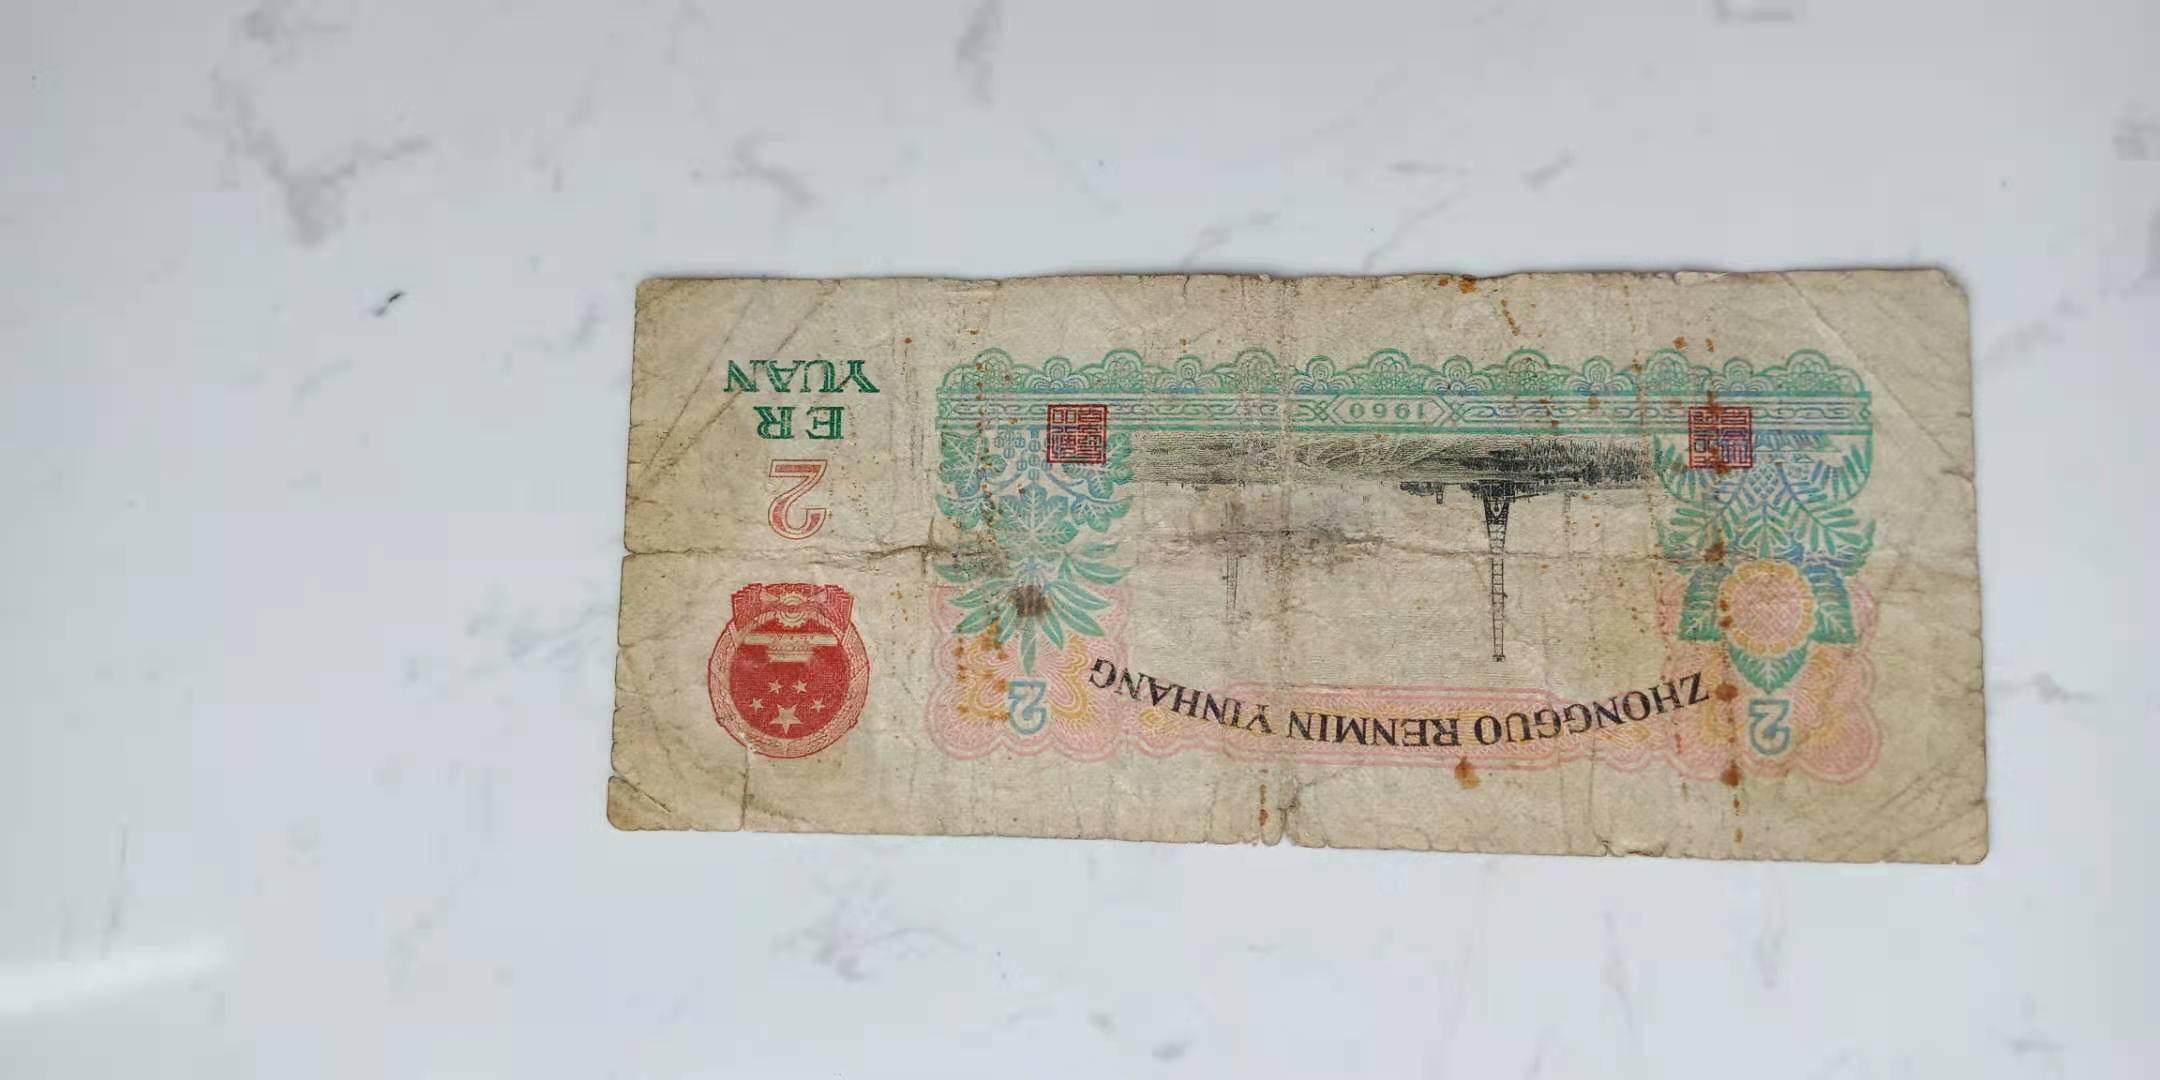 ZHONGGUO RENMIN YINHANG
2
2
2
ER
YUAN
1960